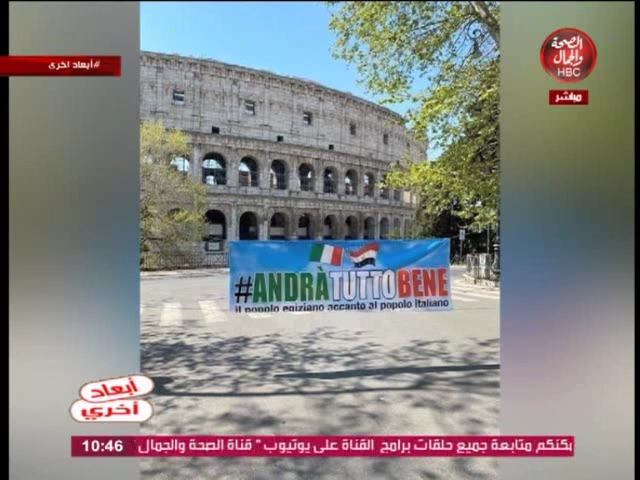 #أبعاد اخرى
الصحة
والجمال
HBC
مباشر
#ANDRÀTUTTOBENE
il popolo egiziano accanto al popolo italiano
أبعاد
أخري
10:46
يمكنكم متابعة جميع حلقات برامج القناة على يوتيوب " قناة الصحة والجمال